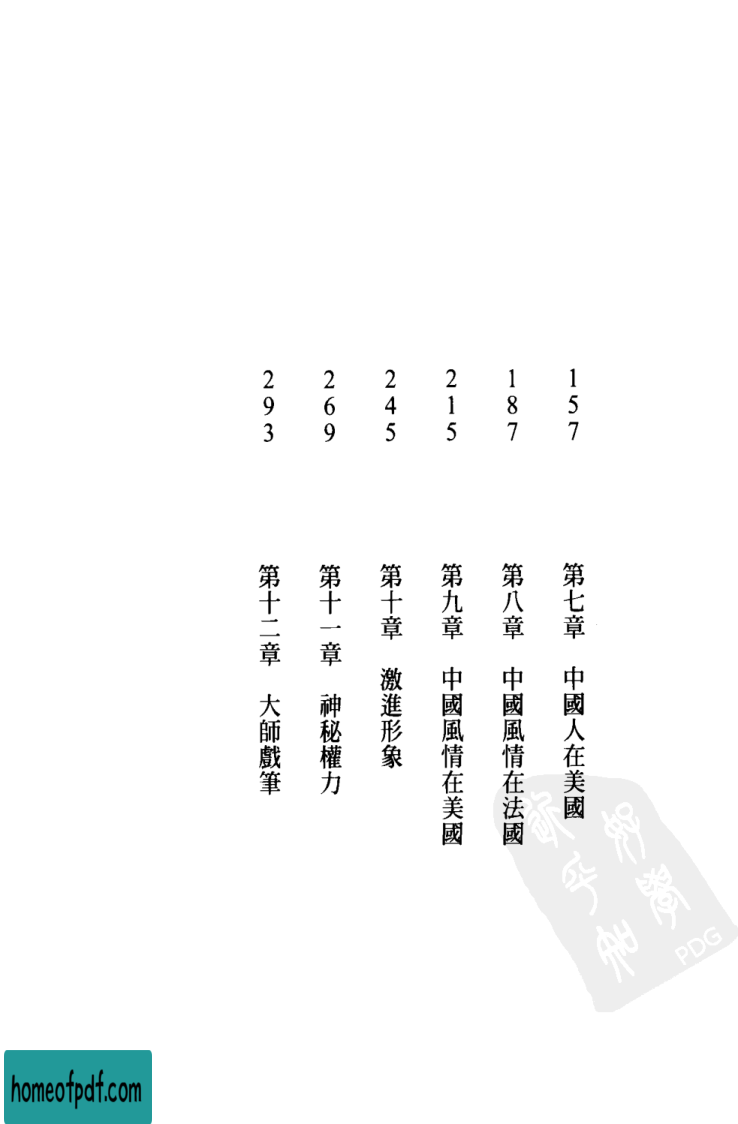 157　第七章　中國人在美國
187　第八章　中國風情在法國
215　第九章　中國風情在美國
245　第十章　激進形象
269　第十一章　神秘權力
293　第十二章　大師戲筆
PDG
homeofpdf.com